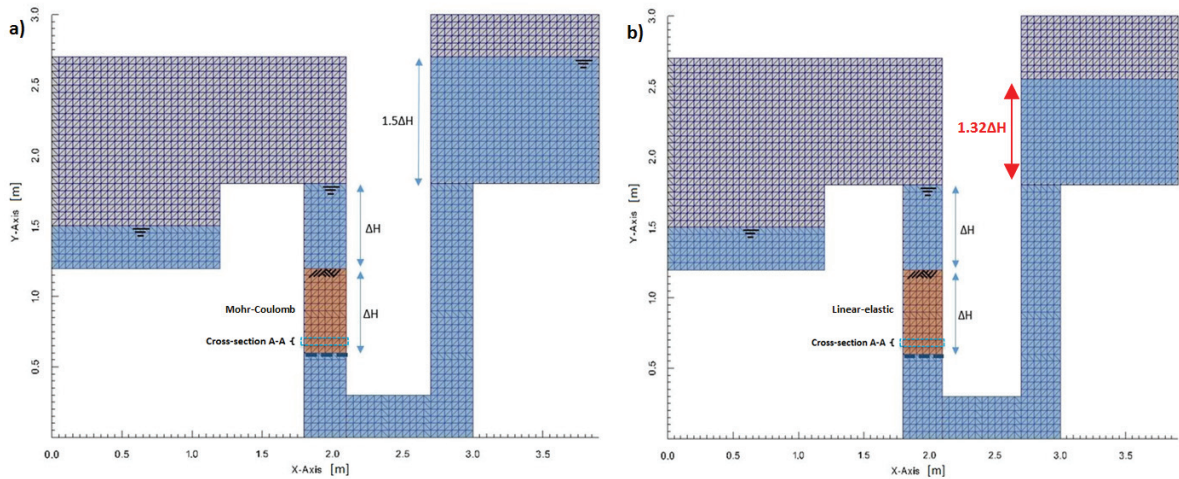 a)
3.0
2.5
2.0
1.5
1.0
0.5
Y-Axis [m]
1.5ΔH
ΔH
ΔH
Mohr-Coulomb
Cross-section A-A {
0.0 0.5 1.0 1.5 2.0 2.5 3.0 3.5
X-Axis [m]
b)
3.0
2.5
2.0
1.5
1.0
0.5
Y-Axis [m]
1.32ΔH
ΔH
ΔH
Linear-elastic
Cross-section A-A {
0.0 0.5 1.0 1.5 2.0 2.5 3.0 3.5
X-Axis [m]